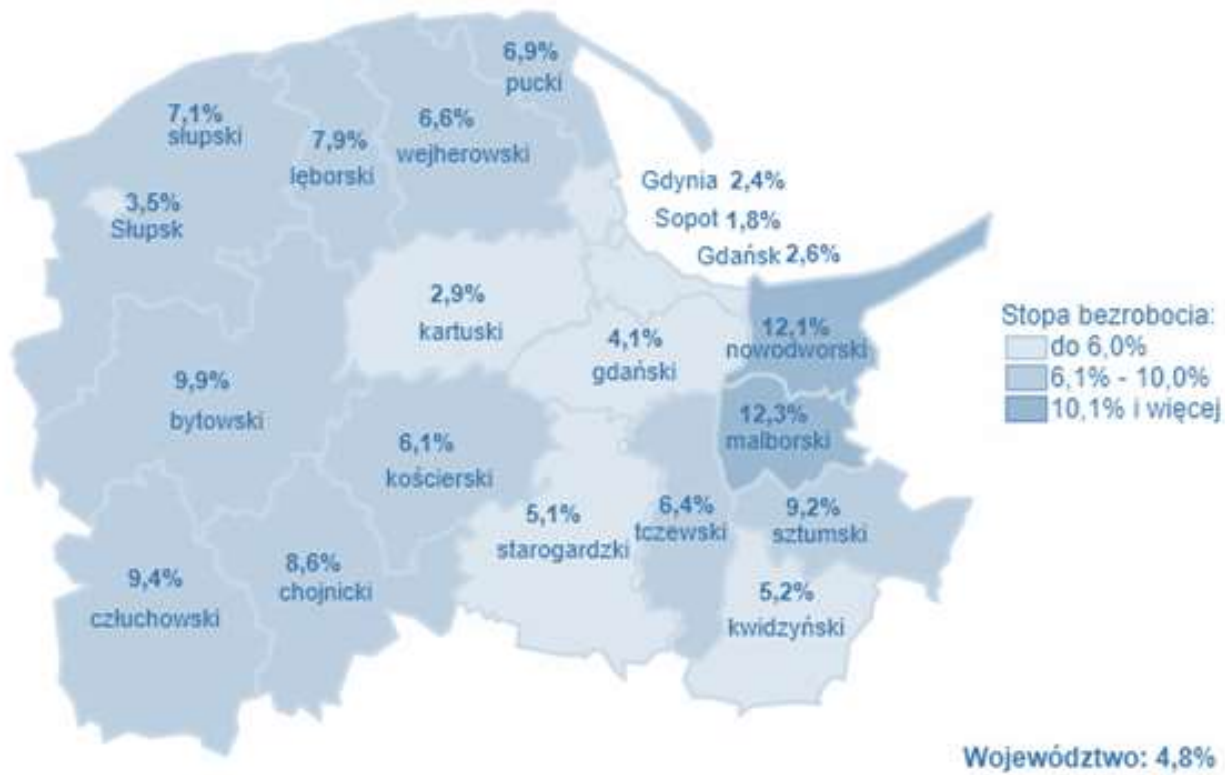 6,9%
pucki
7,1%
słupski
7,9%
lęborski
6,6%
wejherowski
Gdynia 2,4%
Sopot 1,8%
Gdańsk 2,6%
3,5%
Słupsk
2,9%
kartuski
4,1%
gdański
12,1%
nowodworski
Stopa bezrobocia:
do 6,0%
6,1% - 10,0%
10,1% i więcej
9,9%
bytowski
6,1%
kościerski
12,3%
malborski
5,1%
starogardzki
6,4%
tczewski
9,2%
sztumski
9,4%
człuchowski
8,6%
chojnicki
5,2%
kwidzyński
Województwo: 4,8%